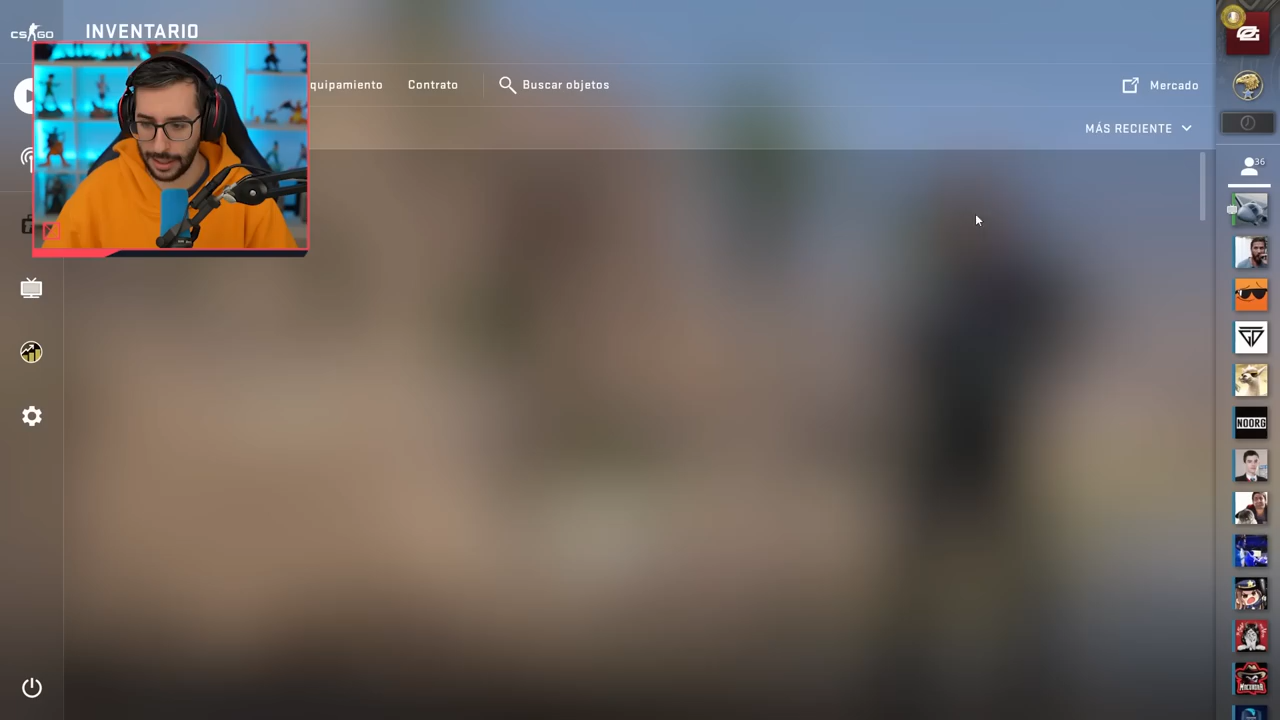 CS GO
INVENTARIO
quipamiento
Contrato
Buscar objetos
Mercado
MÁS RECIENTE
36
NOORG